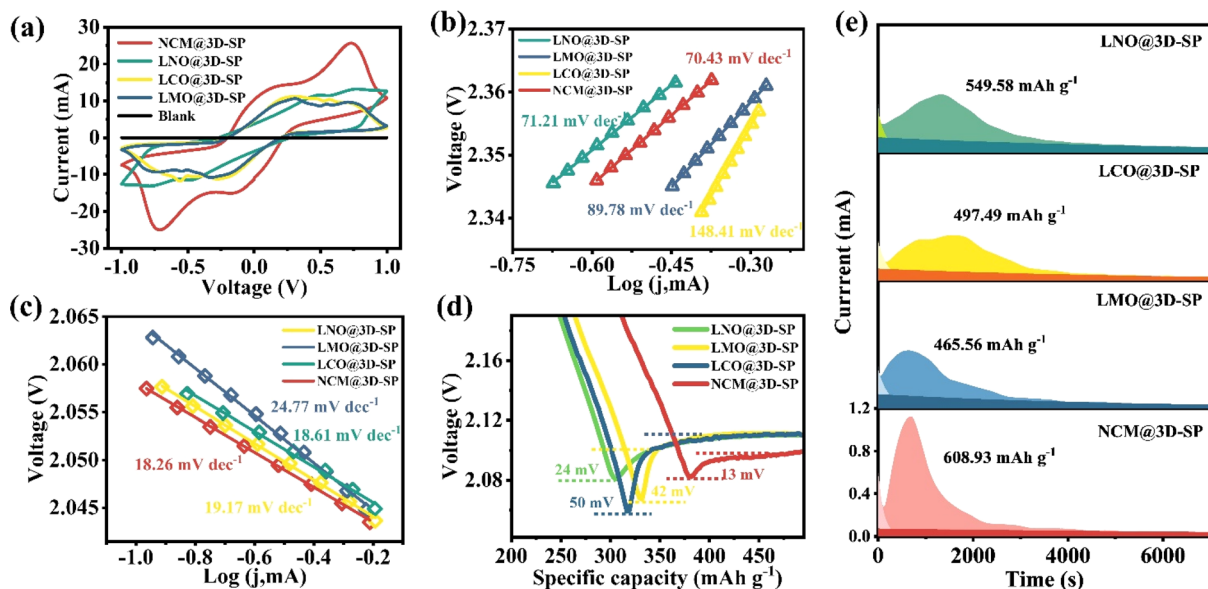 (a)
30
20
10
0
-10
-20
-30
Current (mA)
NCM@3D-SP
LNO@3D-SP
LCO@3D-SP
LMO@3D-SP
Blank
-1.0
-0.5
0.0
0.5
1.0
Voltage (V)
(b)
2.37
2.36
2.35
2.34
Voltage (V)
LNO@3D-SP
LMO@3D-SP
LCO@3D-SP
NCM@3D-SP
70.43 mV dec⁻¹
71.21 mV dec⁻¹
89.78 mV dec⁻¹
148.41 mV dec⁻¹
-0.75
-0.60
-0.45
-0.30
Log (j,mA)
(c)
2.065
2.060
2.055
2.050
2.045
Voltage (V)
LNO@3D-SP
LMO@3D-SP
LCO@3D-SP
NCM@3D-SP
24.77 mV dec⁻¹
18.61 mV dec⁻¹
18.26 mV dec⁻¹
19.17 mV dec⁻¹
-1.0
-0.8
-0.6
-0.4
-0.2
Log (j,mA)
(d)
2.16
2.12
2.08
Voltage (V)
LNO@3D-SP
LMO@3D-SP
LCO@3D-SP
NCM@3D-SP
24 mV
50 mV
42 mV
13 mV
200
300
400
Specific capacity (mAh g⁻¹)
(e)
LNO@3D-SP
549.58 mAh g⁻¹
LCO@3D-SP
497.49 mAh g⁻¹
LMO@3D-SP
465.56 mAh g⁻¹
NCM@3D-SP
608.93 mAh g⁻¹
Currrent (mA)
1.2
0.8
0.4
0.0
0
2000
4000
6000
Time (s)